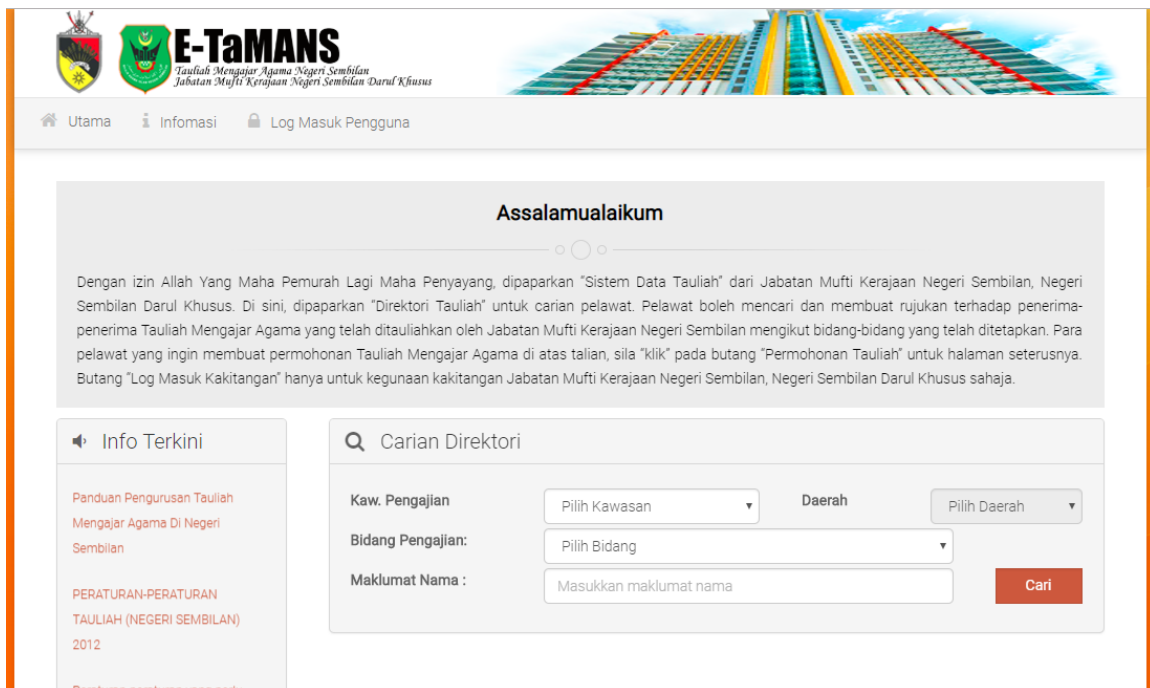 E-TaMANS
Tauliah Mengajar Agama Negeri Sembilan
Jabatan Mufti Kerajaan Negeri Sembilan Darul Khusus
Utama Infomasi Log Masuk Pengguna
Assalamualaikum
Dengan izin Allah Yang Maha Pemurah Lagi Maha Penyayang, dipaparkan "Sistem Data Tauliah" dari Jabatan Mufti Kerajaan Negeri Sembilan, Negeri
Sembilan Darul Khusus. Di sini, dipaparkan "Direktori Tauliah" untuk carian pelawat. Pelawat boleh mencari dan membuat rujukan terhadap penerima-
penerima Tauliah Mengajar Agama yang telah ditauliahkan oleh Jabatan Mufti Kerajaan Negeri Sembilan mengikut bidang-bidang yang telah ditetapkan. Para
pelawat yang ingin membuat permohonan Tauliah Mengajar Agama di atas talian, sila "klik" pada butang "Permohonan Tauliah" untuk halaman seterusnya.
Butang "Log Masuk Kakitangan" hanya untuk kegunaan kakitangan Jabatan Mufti Kerajaan Negeri Sembilan, Negeri Sembilan Darul Khusus sahaja.
Info Terkini
Panduan Pengurusan Tauliah
Mengajar Agama Di Negeri
Sembilan
PERATURAN-PERATURAN
TAULIAH (NEGERI SEMBILAN)
2012
Carian Direktori
Kaw. Pengajian Pilih Kawasan Daerah Pilih Daerah
Bidang Pengajian: Pilih Bidang
Maklumat Nama : Masukkan maklumat nama Cari